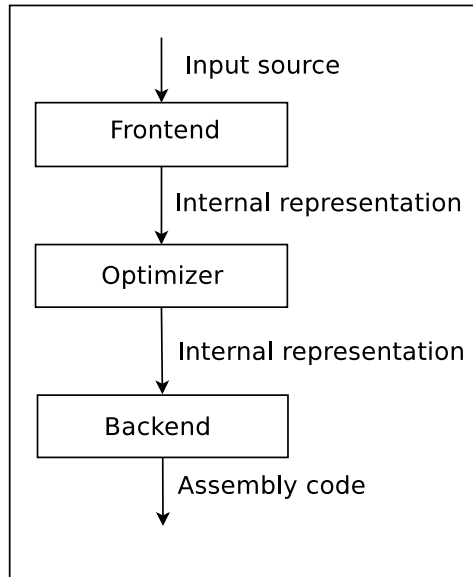 Input source
Frontend
Internal representation
Optimizer
Internal representation
Backend
Assembly code